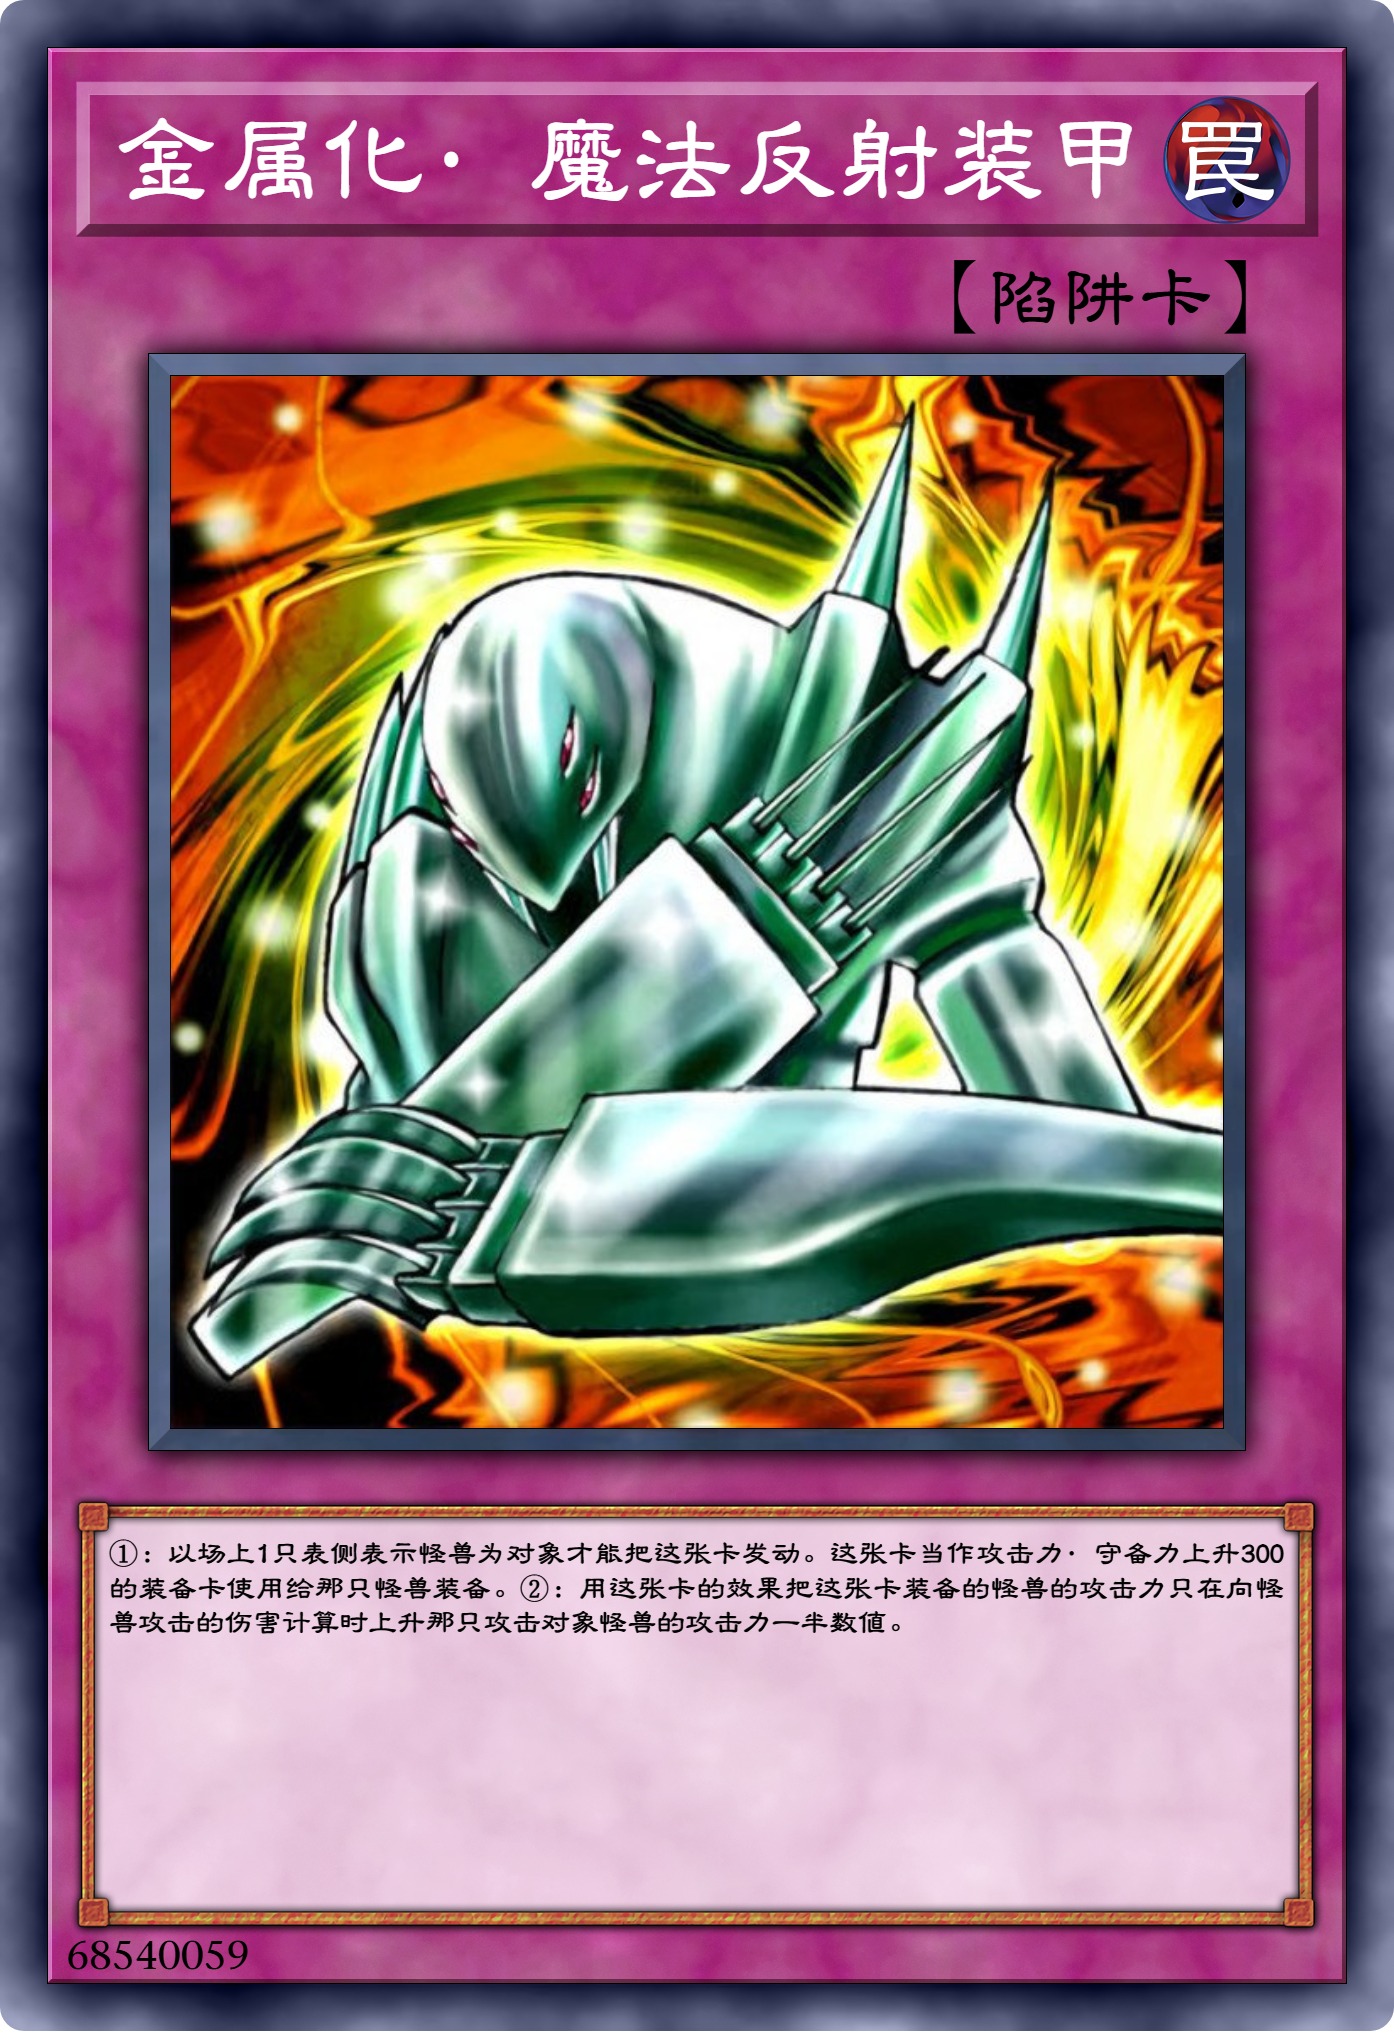 金属化·魔法反射装甲 罠
【陷阱卡】
①：以场上1只表侧表示怪兽为对象才能把这张卡发动。这张卡当作攻击力·守备力上升300
的装备卡使用给那只怪兽装备。②：用这张卡的效果把这张卡装备的怪兽的攻击力只在向怪
兽攻击的伤害计算时上升那只攻击对象怪兽的攻击力一半数值。
68540059